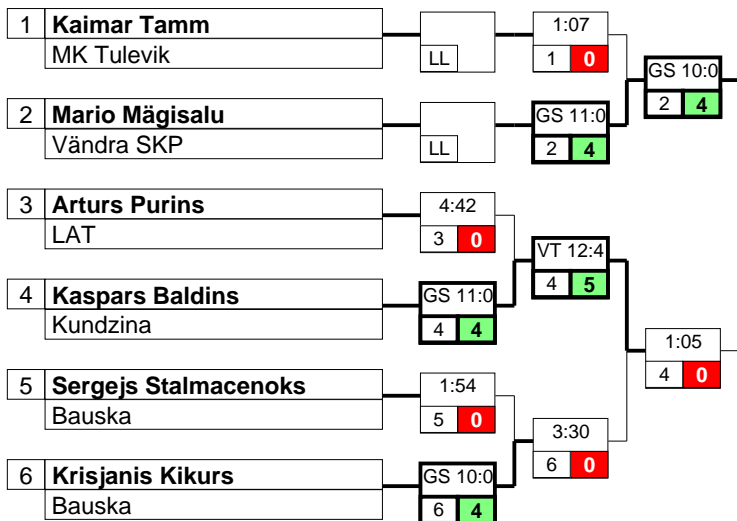 1 Kaimar Tamm
MK Tulevik
LL
1:07
1 0
GS 10:0
2 4
2 Mario Mägisalu
Vändra SKP
LL
GS 11:0
2 4
3 Arturs Purins
LAT
4:42
3 0
VT 12:4
4 5
4 Kaspars Baldins
Kundzina
GS 11:0
4 4
1:05
4 0
5 Sergejs Stalmacenoks
Bauska
1:54
5 0
3:30
6 0
6 Krisjanis Kikurs
Bauska
GS 10:0
6 4